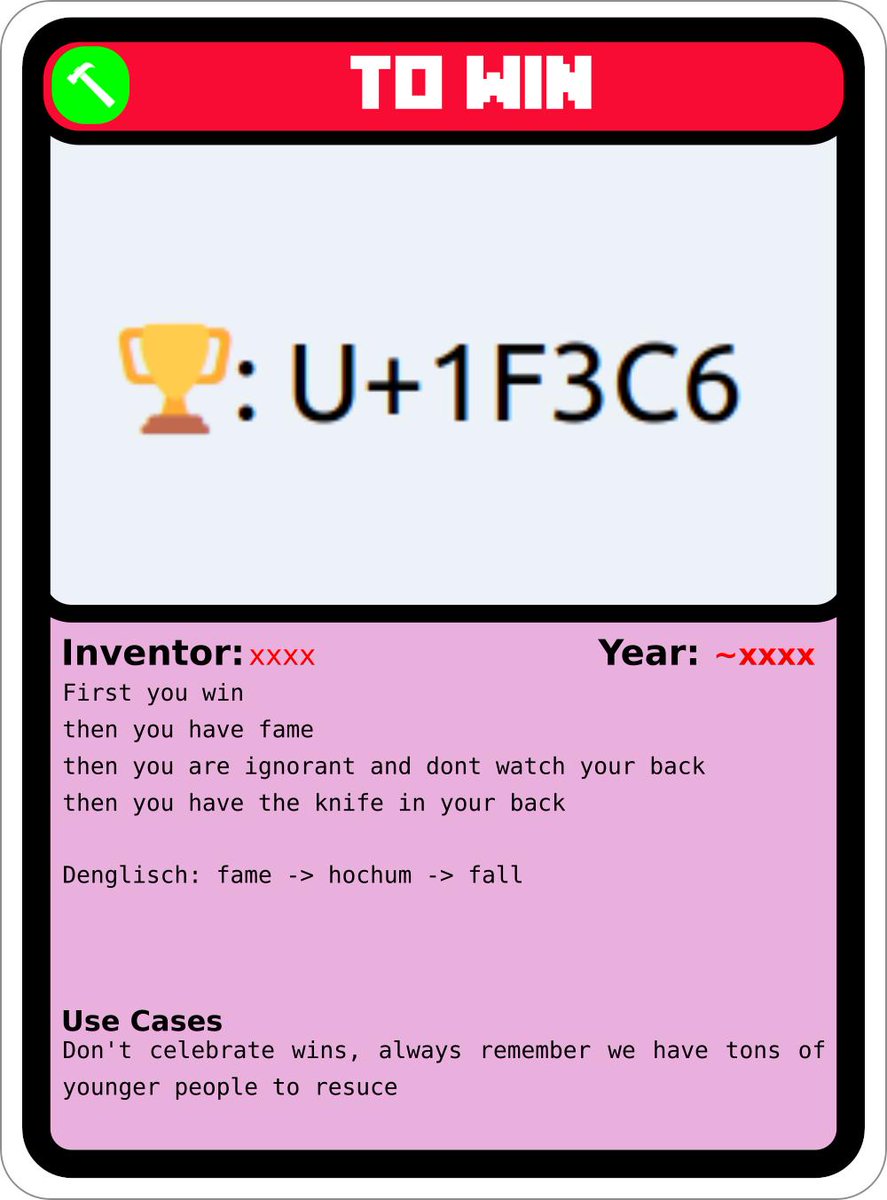 TO WIN
🏆: U+1F3C6
Inventor: xxxx Year: ~xxxx
First you win
then you have fame
then you are ignorant and dont watch your back
then you have the knife in your back
Denglisch: fame -> hochum -> fall
Use Cases
Don't celebrate wins, always remember we have tons of
younger people to resuce